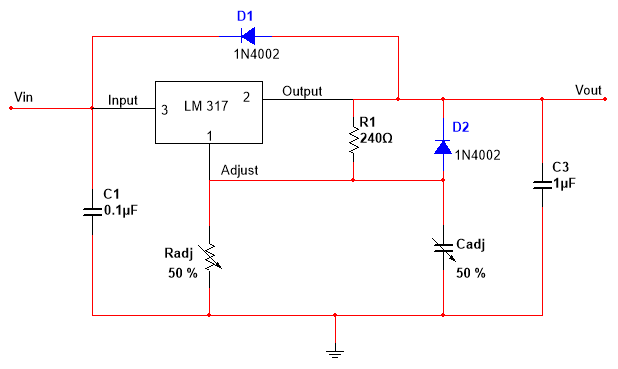 D1
1N4002
Vin
Input
3
LM 317
2
Output
Vout
R1
240Ω
D2
1N4002
1
Adjust
C3
1µF
C1
0.1µF
Radj
50 %
Cadj
50 %